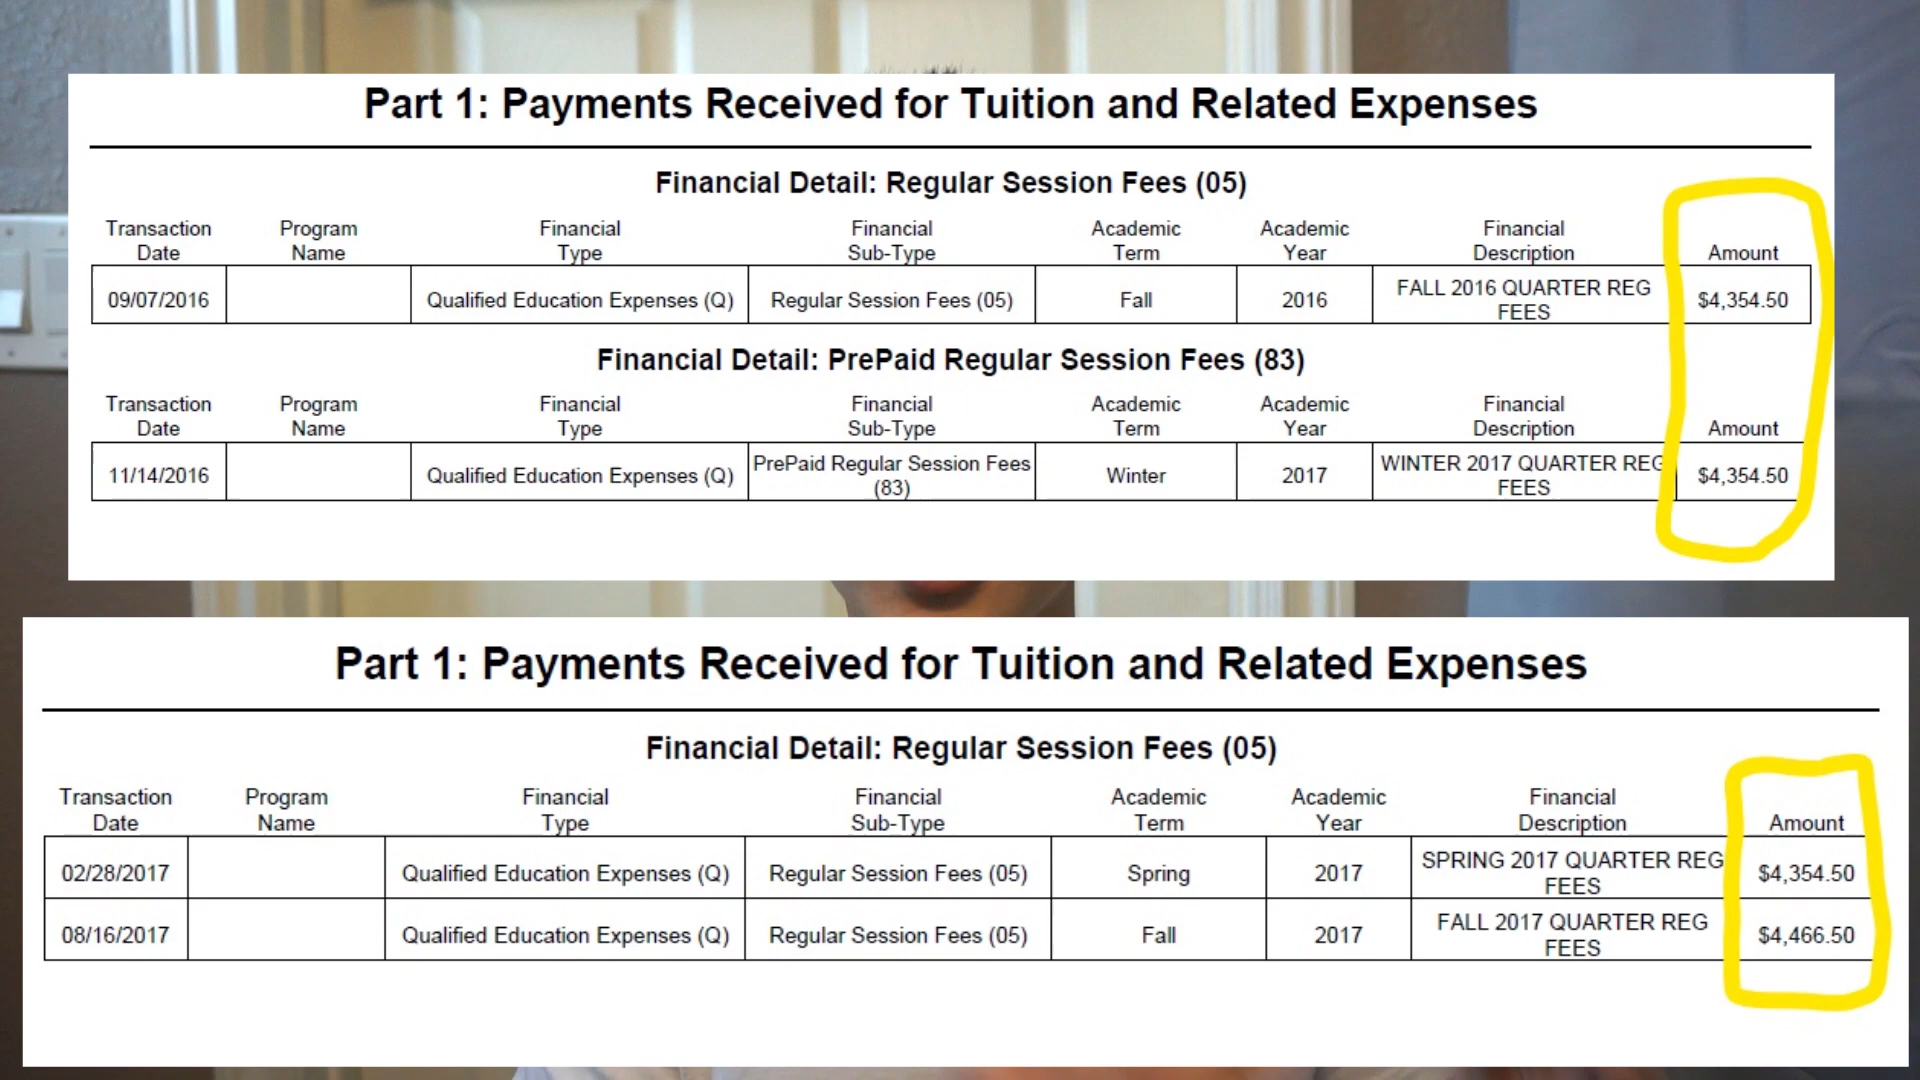 Part 1: Payments Received for Tuition and Related Expenses
Financial Detail: Regular Session Fees (05)
Transaction Date Program Name Financial Type Financial Sub-Type Academic Term Academic Year Financial Description Amount
09/07/2016 Qualified Education Expenses (Q) Regular Session Fees (05) Fall 2016 FALL 2016 QUARTER REG FEES $4,354.50
Financial Detail: PrePaid Regular Session Fees (83)
Transaction Date Program Name Financial Type Financial Sub-Type Academic Term Academic Year Financial Description Amount
11/14/2016 Qualified Education Expenses (Q) PrePaid Regular Session Fees (83) Winter 2017 WINTER 2017 QUARTER REG FEES $4,354.50
Part 1: Payments Received for Tuition and Related Expenses
Financial Detail: Regular Session Fees (05)
Transaction Date Program Name Financial Type Financial Sub-Type Academic Term Academic Year Financial Description Amount
02/28/2017 Qualified Education Expenses (Q) Regular Session Fees (05) Spring 2017 SPRING 2017 QUARTER REG FEES $4,354.50
08/16/2017 Qualified Education Expenses (Q) Regular Session Fees (05) Fall 2017 FALL 2017 QUARTER REG FEES $4,466.50